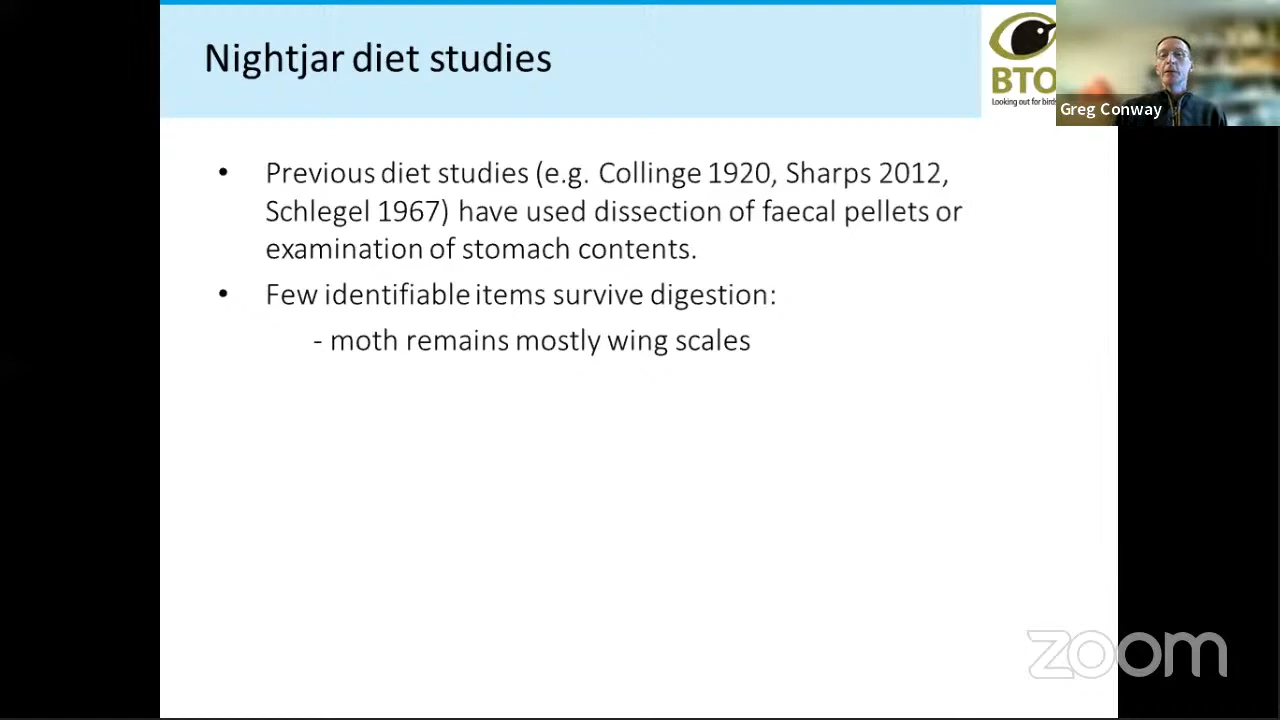 Nightjar diet studies
BTO
Looking out for birds
Greg Conway
• Previous diet studies (e.g. Collinge 1920, Sharps 2012,
Schlegel 1967) have used dissection of faecal pellets or
examination of stomach contents.
• Few identifiable items survive digestion:
- moth remains mostly wing scales
zoom